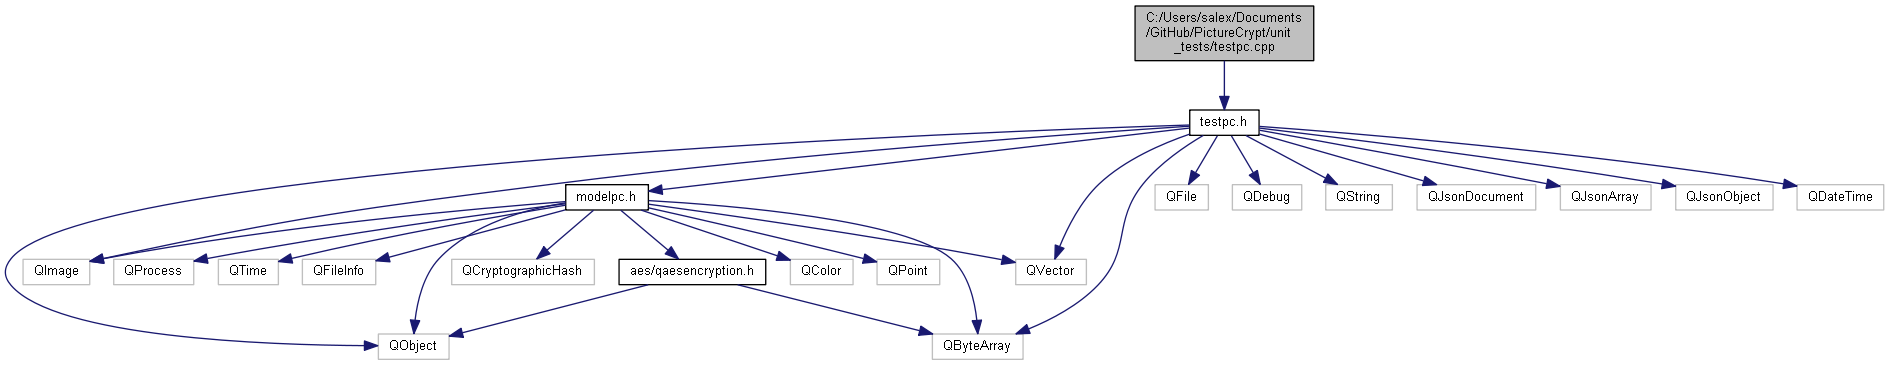 C:/Users/salex/Documents
/GitHub/PictureCrypt/unit
_tests/testpc.cpp
testpc.h
modelpc.h
QFile
QDebug
QString
QJsonDocument
QJsonArray
QJsonObject
QDateTime
QImage
QProcess
QTime
QFileInfo
QCryptographicHash
aes/qaesencryption.h
QColor
QPoint
QVector
QObject
QByteArray